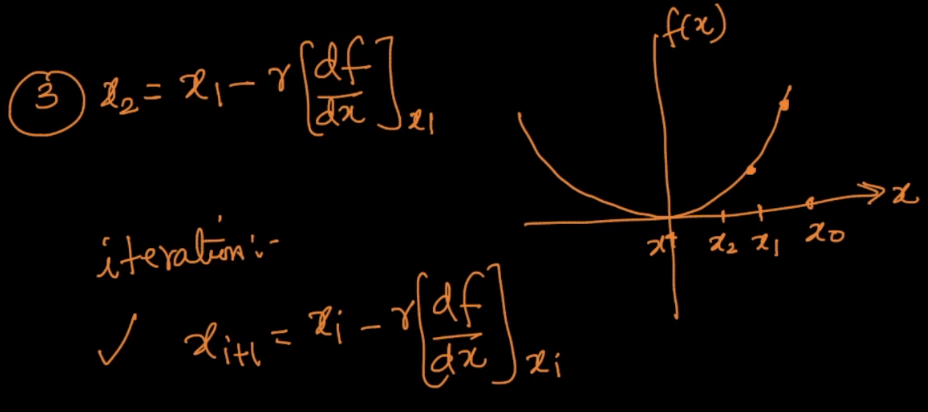 ③ x₂ = x₁ - r [df/dx]ₓ₁
iteration:-
✓ xᵢ₊₁ = xᵢ - r [df/dx]ₓᵢ
f(x)
x
x* x₂ x₁ x₀